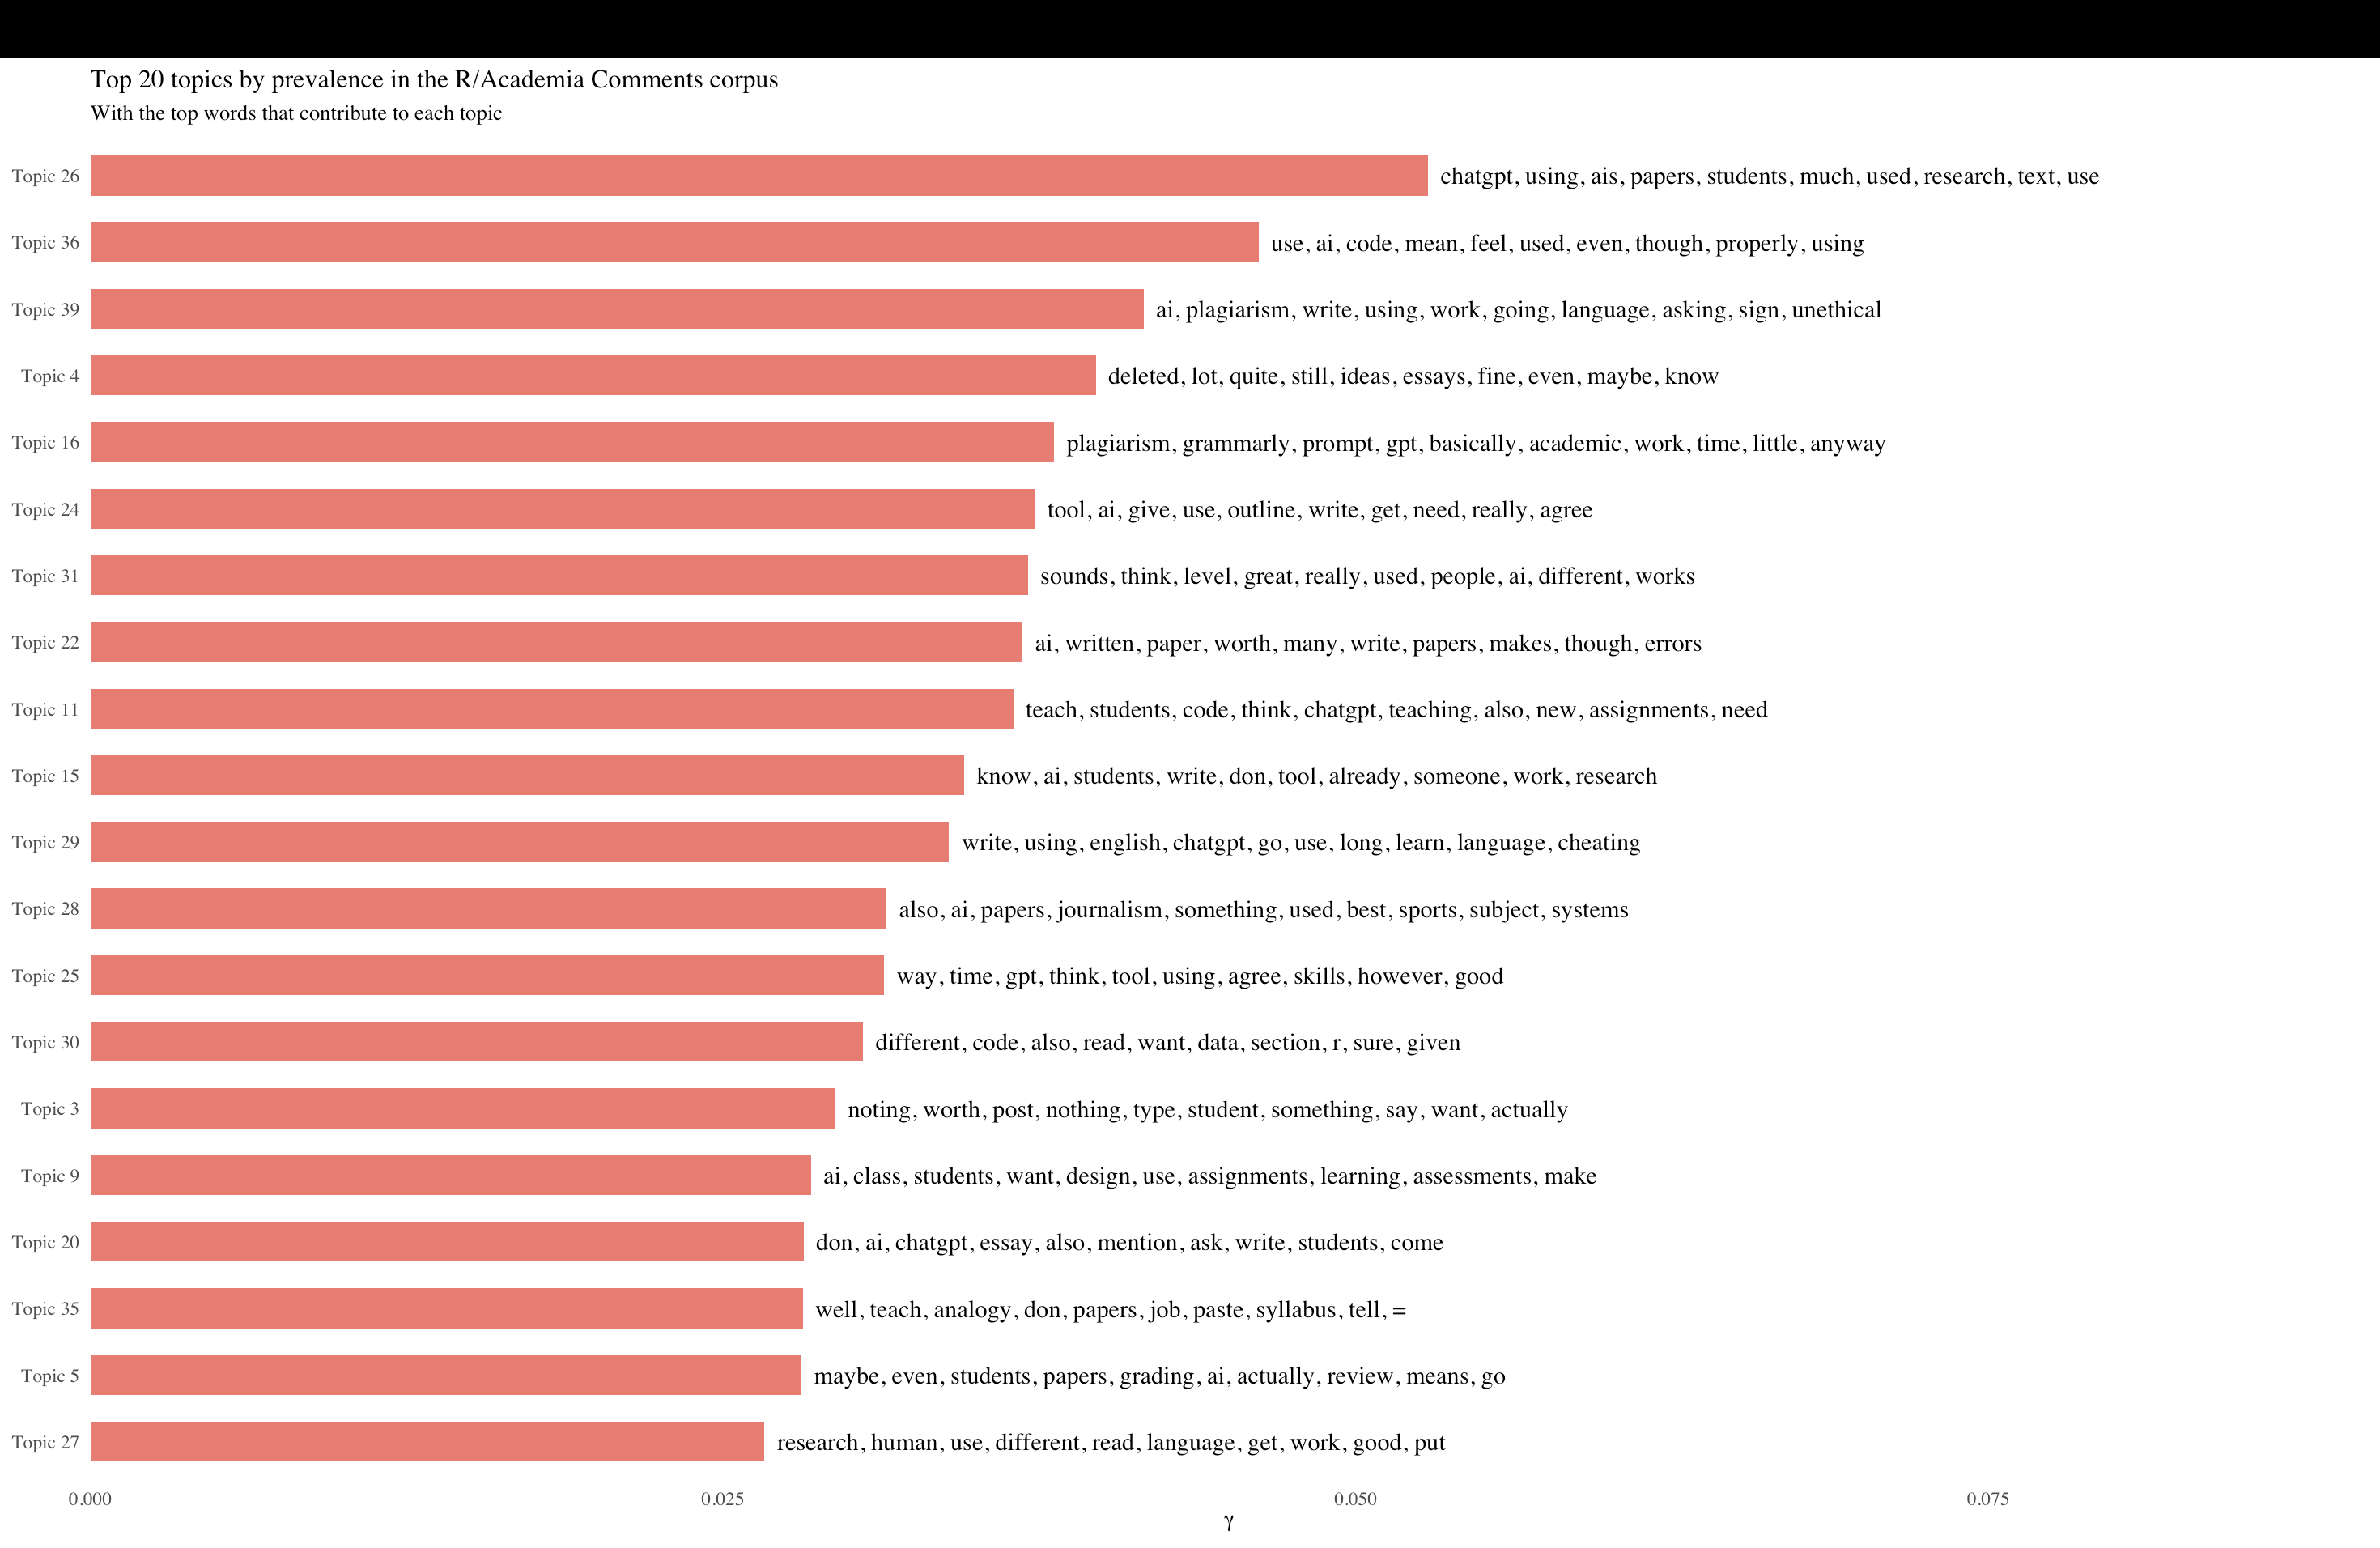 Top 20 topics by prevalence in the R/Academia Comments corpus
With the top words that contribute to each topic
Topic 26 chatgpt, using, ais, papers, students, much, used, research, text, use
Topic 36 use, ai, code, mean, feel, used, even, though, properly, using
Topic 39 ai, plagiarism, write, using, work, going, language, asking, sign, unethical
Topic 4 deleted, lot, quite, still, ideas, essays, fine, even, maybe, know
Topic 16 plagiarism, grammarly, prompt, gpt, basically, academic, work, time, little, anyway
Topic 24 tool, ai, give, use, outline, write, get, need, really, agree
Topic 31 sounds, think, level, great, really, used, people, ai, different, works
Topic 22 ai, written, paper, worth, many, write, papers, makes, though, errors
Topic 11 teach, students, code, think, chatgpt, teaching, also, new, assignments, need
Topic 15 know, ai, students, write, don, tool, already, someone, work, research
Topic 29 write, using, english, chatgpt, go, use, long, learn, language, cheating
Topic 28 also, ai, papers, journalism, something, used, best, sports, subject, systems
Topic 25 way, time, gpt, think, tool, using, agree, skills, however, good
Topic 30 different, code, also, read, want, data, section, r, sure, given
Topic 3 noting, worth, post, nothing, type, student, something, say, want, actually
Topic 9 ai, class, students, want, design, use, assignments, learning, assessments, make
Topic 20 don, ai, chatgpt, essay, also, mention, ask, write, students, come
Topic 35 well, teach, analogy, don, papers, job, paste, syllabus, tell, =
Topic 5 maybe, even, students, papers, grading, ai, actually, review, means, go
Topic 27 research, human, use, different, read, language, get, work, good, put
0.000 0.025 0.050 0.075
γ